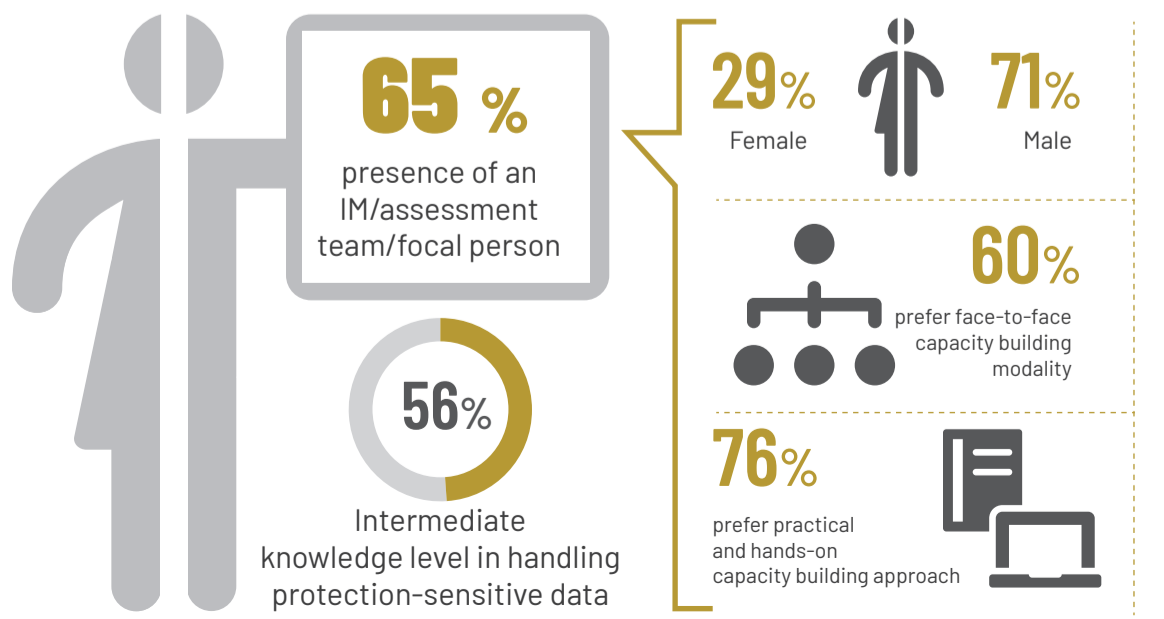 65 %
presence of an
IM/assessment
team/focal person
56%
Intermediate
knowledge level in handling
protection-sensitive data
29%
Female
71%
Male
60%
prefer face-to-face
capacity building
modality
76%
prefer practical
and hands-on
capacity building approach